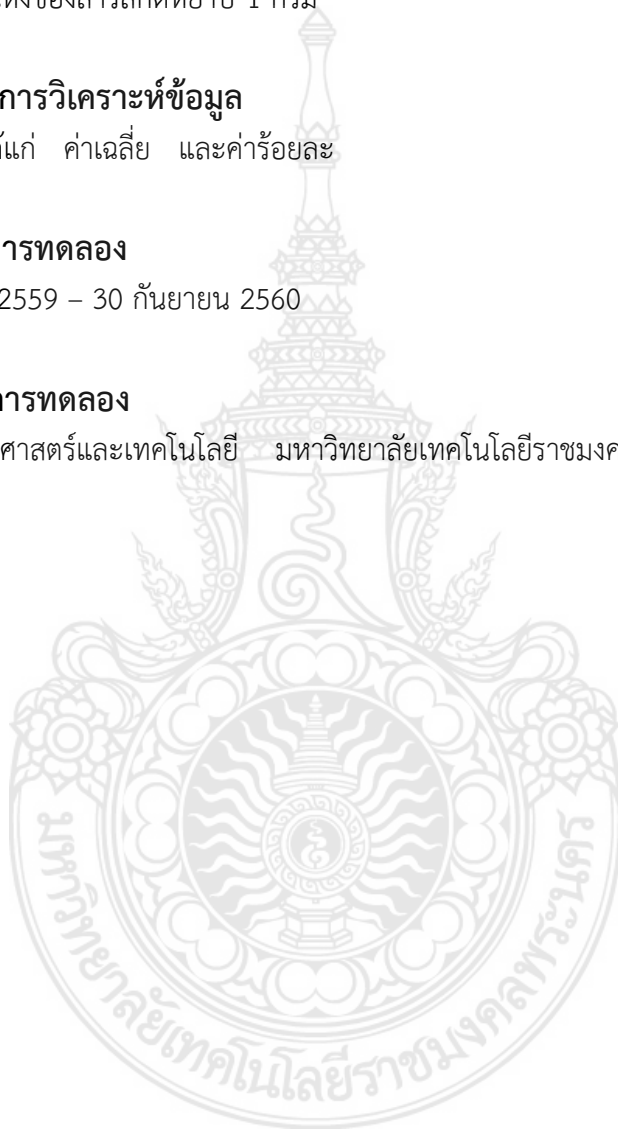 แห้งของสารสกัดหยาบ 1 กรัม
การวิเคราะห์ข้อมูล
ด้แก่ ค่าเฉลี่ย และค่าร้อยละ
ารทดลอง
2559 – 30 กันยายน 2560
การทดลอง
ศาสตร์และเทคโนโลยี มหาวิทยาลัยเทคโนโลยีราชมงค
มหาวิทยาลัยเทคโนโลยีราชมงคลพระนคร